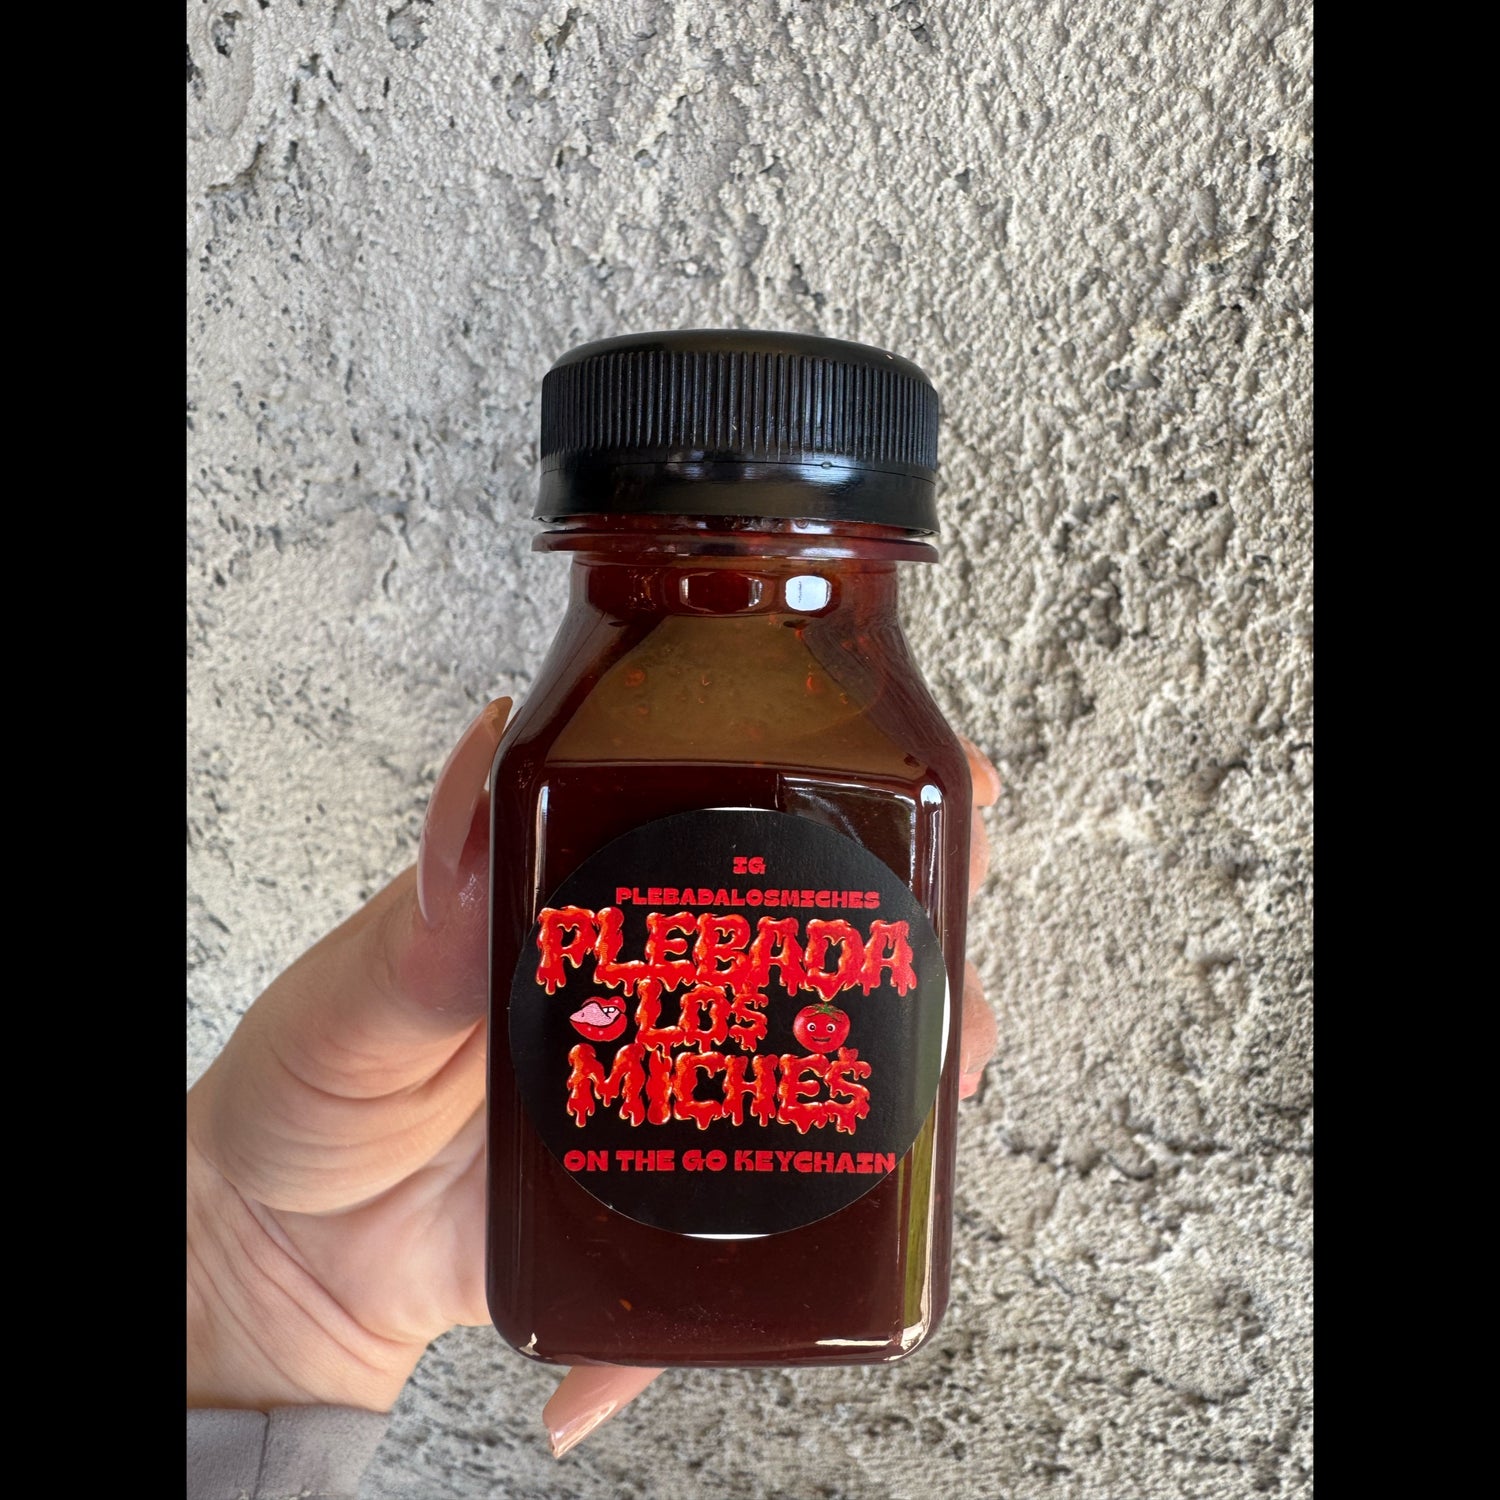 IG
PLEBADALOSMICHES
PLEBADA
LO$
MICHE$
ON THE GO KEYCHAIN